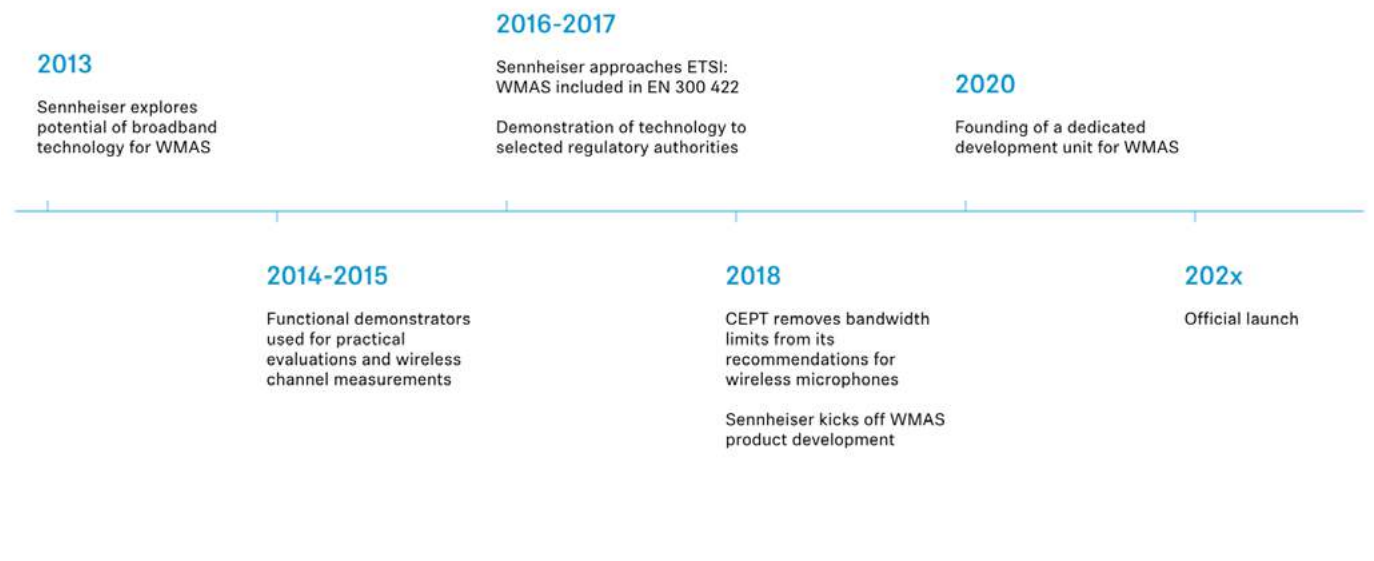 2013
Sennheiser explores
potential of broadband
technology for WMAS
2014-2015
Functional demonstrators
used for practical
evaluations and wireless
channel measurements
2016-2017
Sennheiser approaches ETSI:
WMAS included in EN 300 422
Demonstration of technology to
selected regulatory authorities
2018
CEPT removes bandwidth
limits from its
recommendations for
wireless microphones
Sennheiser kicks off WMAS
product development
2020
Founding of a dedicated
development unit for WMAS
202x
Official launch